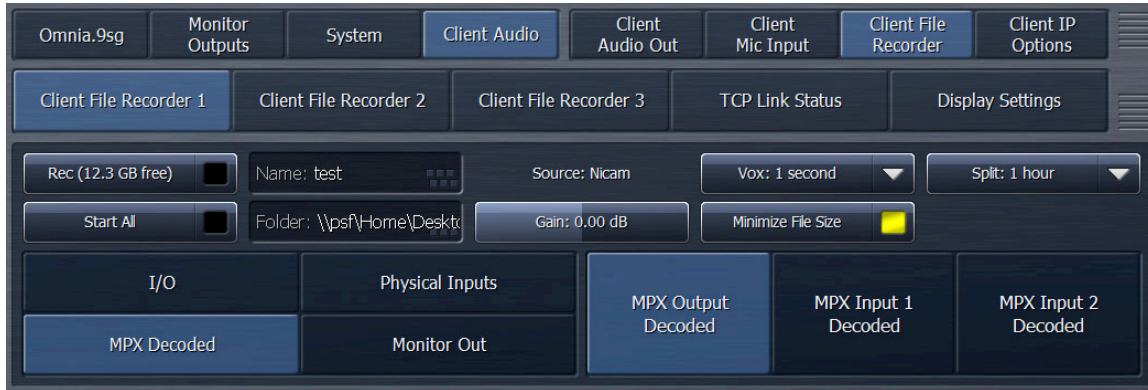 Omnia.9sg
Monitor
Outputs
System
Client Audio
Client
Audio Out
Client
Mic Input
Client File
Recorder
Client IP
Options
Client File Recorder 1
Client File Recorder 2
Client File Recorder 3
TCP Link Status
Display Settings
Rec (12.3 GB free)
Name: test
Source: Nicam
Vox: 1 second
Split: 1 hour
Start All
Folder: \\psf\Home\Deskto
Gain: 0.00 dB
Minimize File Size
I/O
Physical Inputs
MPX Decoded
Monitor Out
MPX Output
Decoded
MPX Input 1
Decoded
MPX Input 2
Decoded